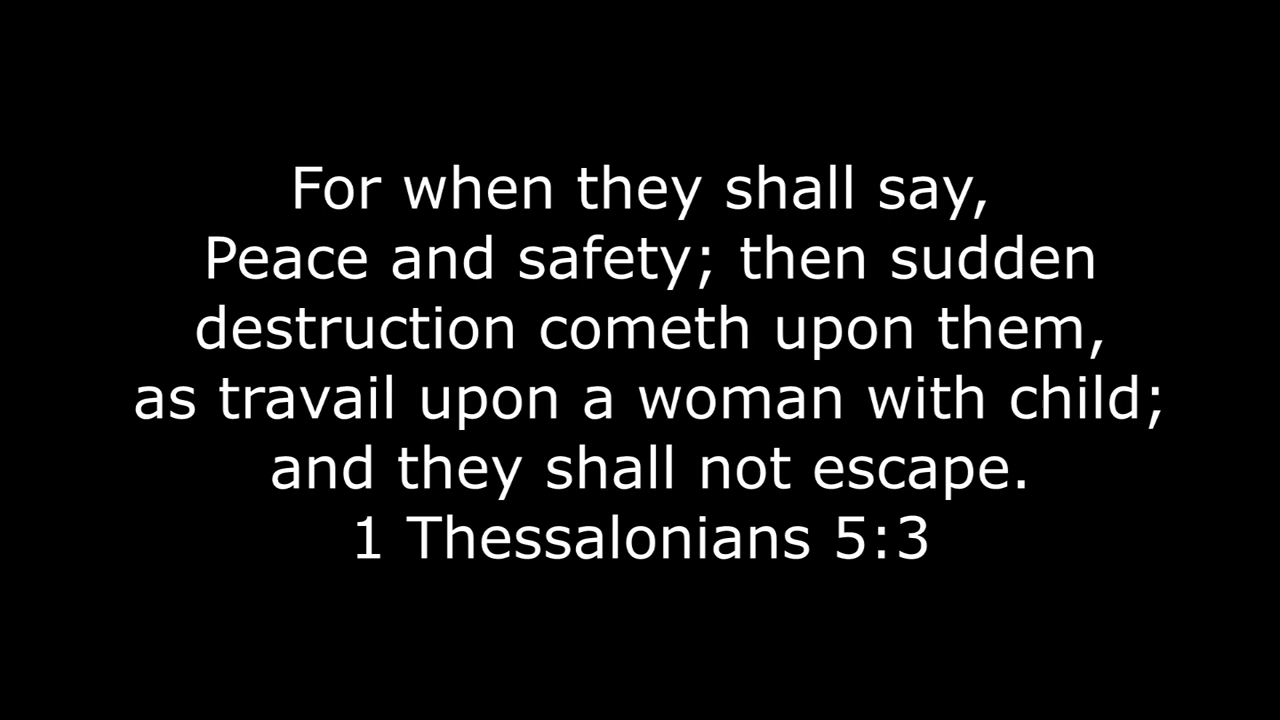 For when they shall say,
Peace and safety; then sudden
destruction cometh upon them,
as travail upon a woman with child;
and they shall not escape.
1 Thessalonians 5:3